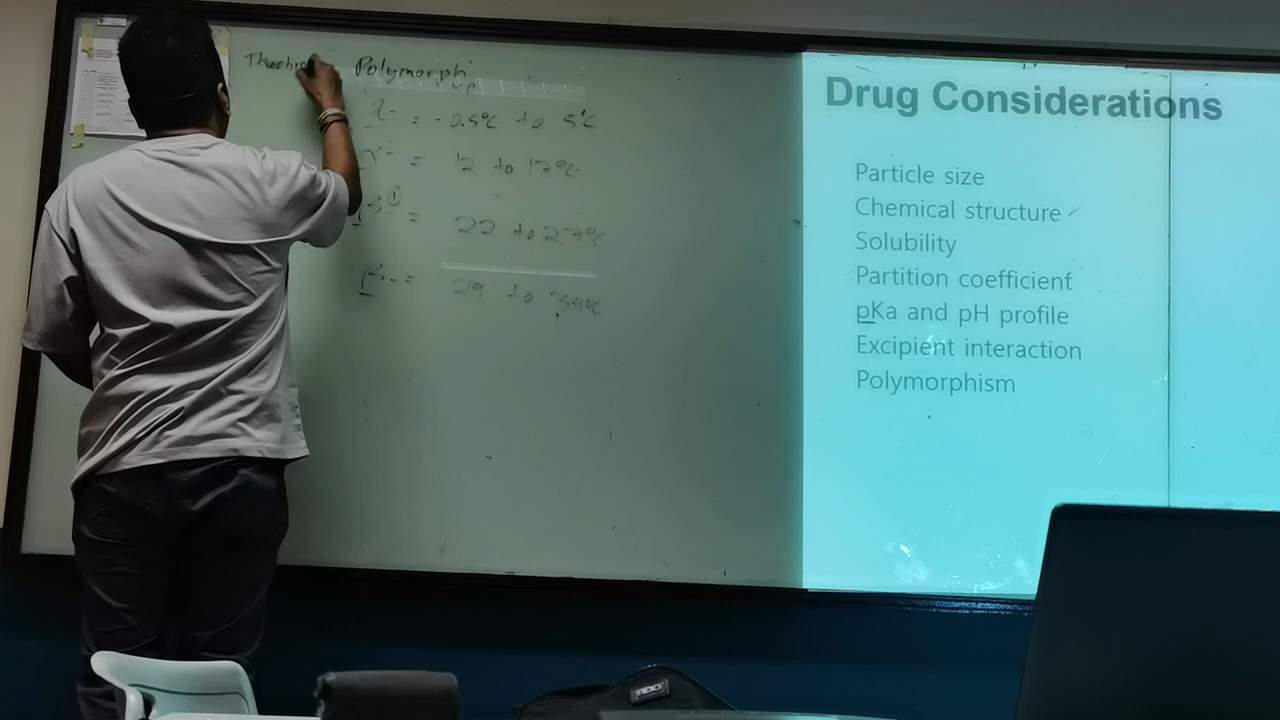 Polymorph
= -0.5°C to 5°C
= 12 to 17°C
= 22 to 27°C
β = 29 to 34°C
Drug Considerations
Particle size
Chemical structure
Solubility
Partition coefficient
pKa and pH profile
Excipient interaction
Polymorphism